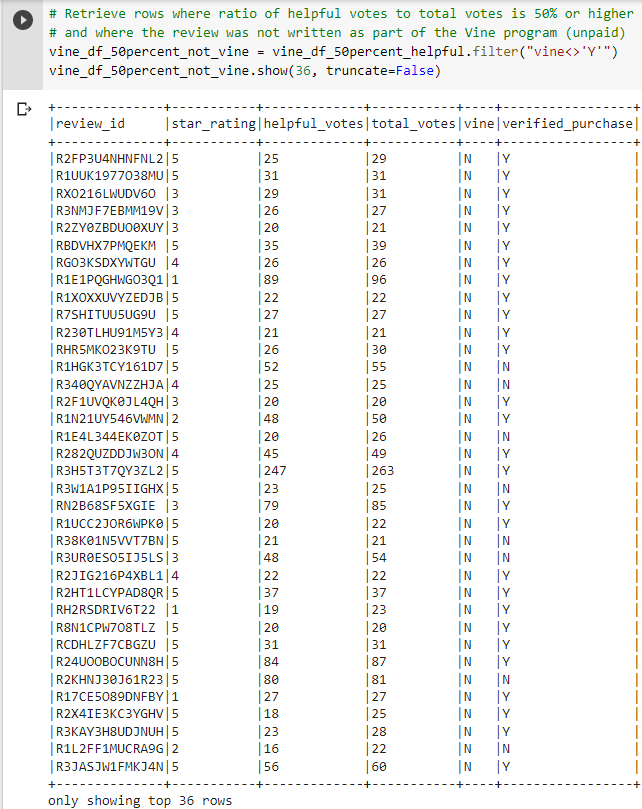 # Retrieve rows where ratio of helpful votes to total votes is 50% or higher
# and where the review was not written as part of the Vine program (unpaid)
vine_df_50percent_not_vine = vine_df_50percent_helpful.filter("vine<>'Y'")
vine_df_50percent_not_vine.show(36, truncate=False)
+--------------+-----------+-------------+-----------+----+-----------------+
|review_id     |star_rating|helpful_votes|total_votes|vine|verified_purchase|
+--------------+-----------+-------------+-----------+----+-----------------+
|R2FP3U4NHNFNL2|5          |25           |29         |N   |Y                |
|R1UUK1977O38MU|5          |31           |31         |N   |Y                |
|RXO216LWUDV6O |3          |29           |31         |N   |Y                |
|R3NMJF7EBMM19V|3          |26           |27         |N   |Y                |
|R2ZY0ZBDUO0XUY|3          |20           |21         |N   |Y                |
|RBDVHX7PMQEKM |5          |35           |39         |N   |Y                |
|RGO3KSDXYWTGU |4          |26           |26         |N   |Y                |
|R1E1PQGHWGO3Q1|1          |89           |96         |N   |Y                |
|R1XOXXUVYZEDJB|5          |22           |22         |N   |Y                |
|R7SHITUU5UG9U |5          |27           |27         |N   |Y                |
|R230TLHU91M5Y3|4          |21           |21         |N   |Y                |
|RHR5MKO23K9TU |5          |26           |30         |N   |Y                |
|R1HGK3TCY161D7|5          |52           |55         |N   |N                |
|R340QYAVNZZHJA|4          |25           |25         |N   |N                |
|R2F1UVQK0JL4QH|3          |20           |20         |N   |Y                |
|R1N21UY546VWMN|2          |48           |50         |N   |Y                |
|R1E4L344EK0ZOT|5          |20           |26         |N   |N                |
|R282QUZDDJW3ON|4          |45           |49         |N   |Y                |
|R3H5T3T7QY3ZL2|5          |247          |263        |N   |Y                |
|R3W1A1P95IIGHX|5          |23           |25         |N   |N                |
|RN2B68SF5XGIE |3          |79           |85         |N   |Y                |
|R1UCC2JOR6WPK0|5          |20           |22         |N   |Y                |
|R38K01N5VVT7BN|5          |21           |21         |N   |N                |
|R3UR0ESO5IJ5LS|3          |48           |54         |N   |N                |
|R2JIG216P4XBL1|4          |22           |22         |N   |Y                |
|R2HT1LCYPAD8QR|5          |37           |37         |N   |Y                |
|RH2RSDRIV6T22 |1          |19           |23         |N   |Y                |
|R8N1CPW7O8TLZ |5          |20           |20         |N   |Y                |
|RCDHLZF7CBGZU |5          |31           |31         |N   |Y                |
|R24UOOBOCUNN8H|5          |84           |87         |N   |Y                |
|R2KHNJ30J61R23|5          |80           |81         |N   |N                |
|R17CE5O89DNFBY|1          |27           |27         |N   |Y                |
|R2X4IE3KC3YGHV|5          |18           |25         |N   |Y                |
|R3KAY3H8UDJNUH|5          |23           |28         |N   |Y                |
|R1L2FF1MUCRA9G|2          |16           |22         |N   |N                |
|R3JASJW1FMKJ4N|5          |56           |60         |N   |Y                |
+--------------+-----------+-------------+-----------+----+-----------------+
only showing top 36 rows